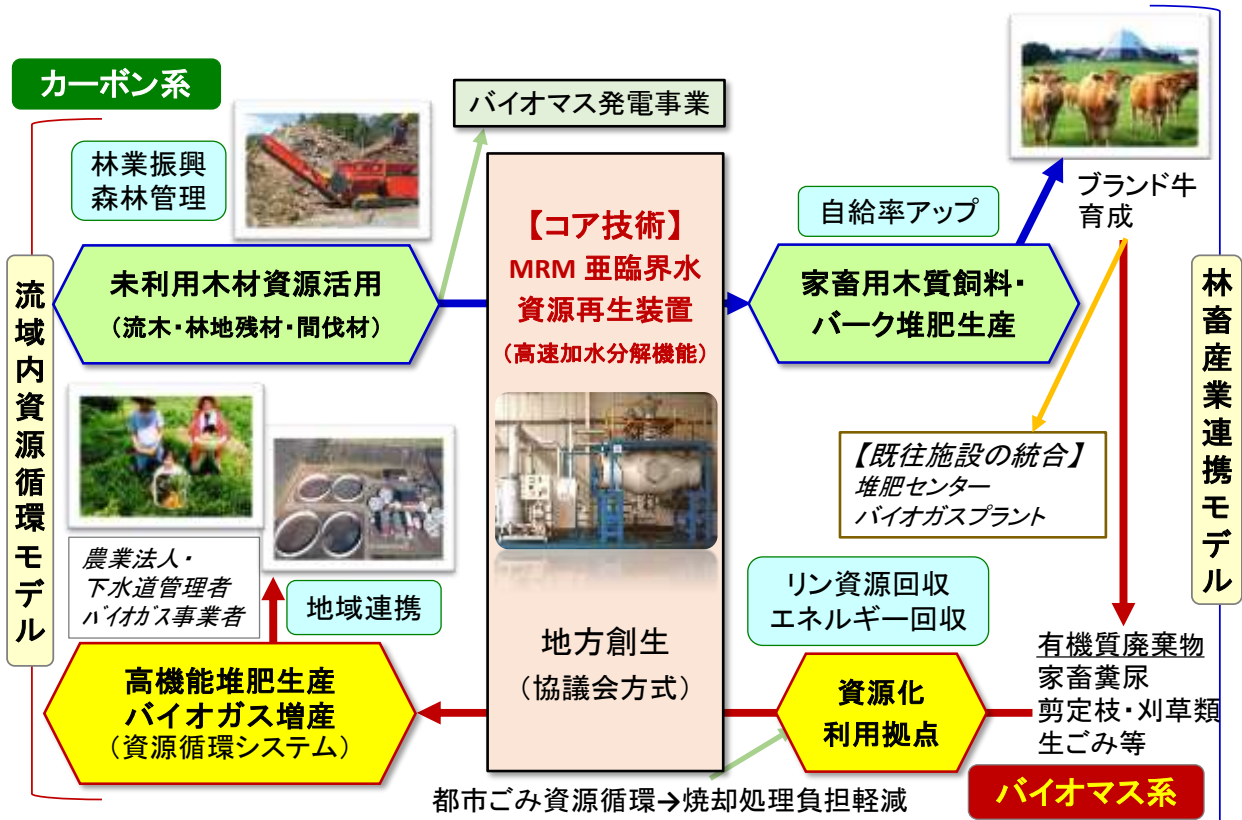 カーボン系
バイオマス発電事業
林業振興
森林管理
未利用木材資源活用
（流木・林地残材・間伐材）
【コア技術】
MRM 亜臨界水
資源再生装置
（高速加水分解機能）
自給率アップ
家畜用木質飼料・
バーク堆肥生産
ブランド牛
育成
流域内資源循環モデル
林畜産業連携モデル
【既往施設の統合】
堆肥センター
バイオガスプラント
農業法人・
下水道管理者
バイオガス事業者
地域連携
リン資源回収
エネルギー回収
地方創生
（協議会方式）
高機能堆肥生産
バイオガス増産
（資源循環システム）
資源化
利用拠点
有機質廃棄物
家畜糞尿
剪定枝・刈草類
生ごみ等
都市ごみ資源循環→焼却処理負担軽減
バイオマス系